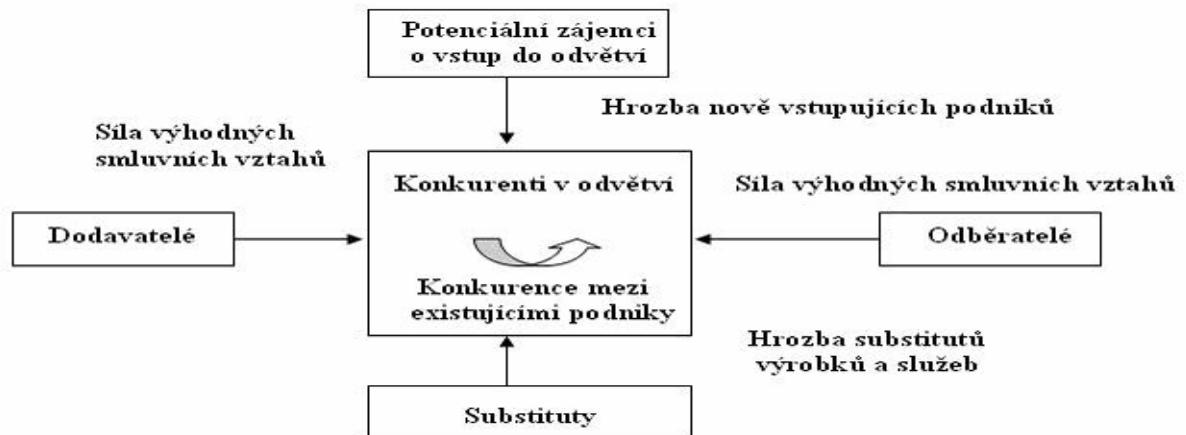 Potenciální zájemci
o vstup do odvětví
Hrozba nově vstupujících podniků
Síla výhodných
smluvních vztahů
Konkurenti v odvětví
Síla výhodných smluvních vztahů
Dodavatelé
Odběratelé
Konkurence mezi
existujícími podniky
Hrozba substitutů
výrobků a služeb
Substituty